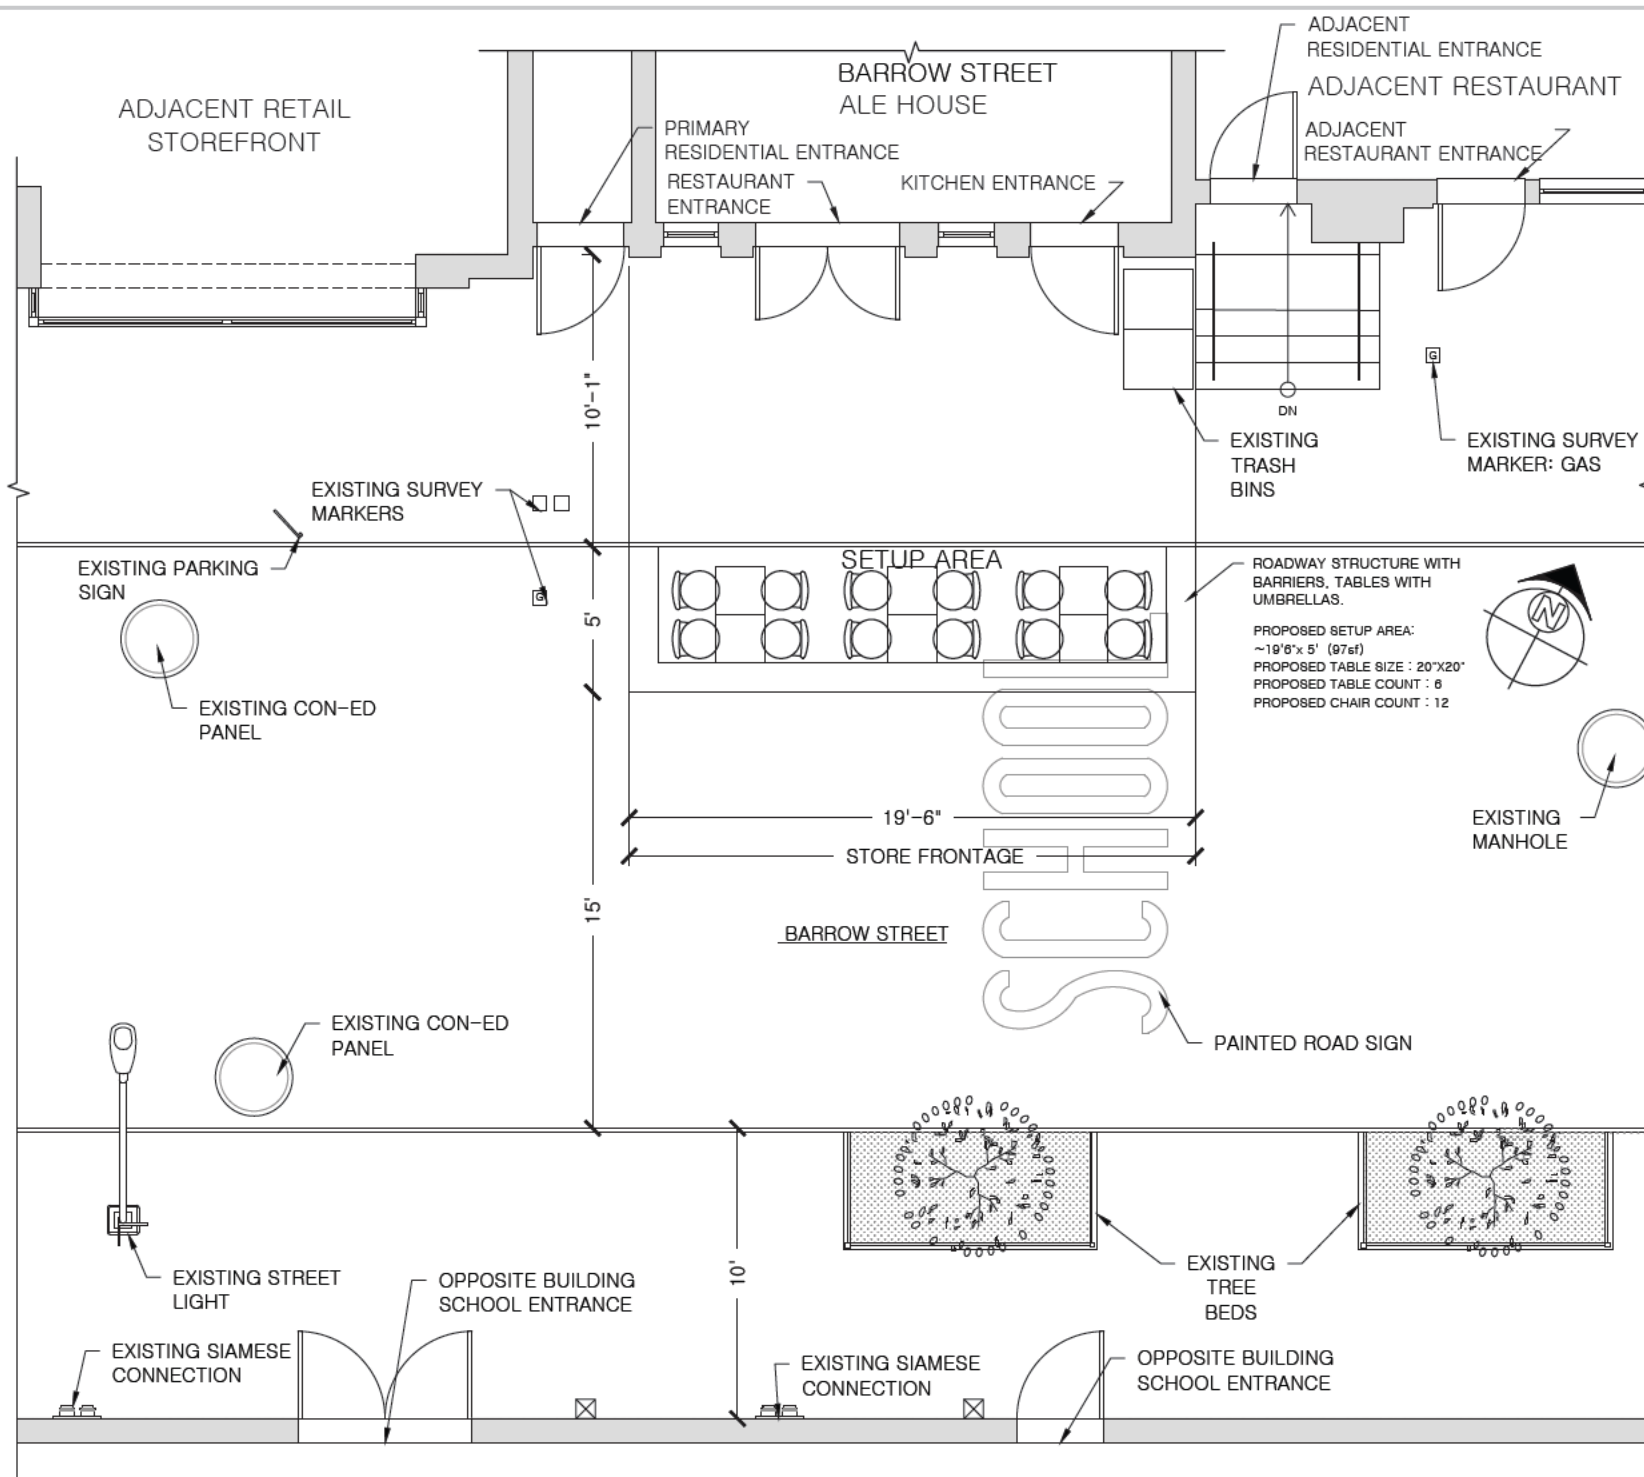 ADJACENT
RESIDENTIAL ENTRANCE
ADJACENT RESTAURANT
ADJACENT
RESTAURANT ENTRANCE
BARROW STREET
ALE HOUSE
ADJACENT RETAIL
STOREFRONT
PRIMARY
RESIDENTIAL ENTRANCE
RESTAURANT
ENTRANCE
KITCHEN ENTRANCE
10'-1"
G
DN
EXISTING
TRASH
BINS
EXISTING SURVEY
MARKER: GAS
EXISTING SURVEY
MARKERS
EXISTING PARKING
SIGN
G
SETUP AREA
5'
ROADWAY STRUCTURE WITH
BARRIERS, TABLES WITH
UMBRELLAS.
PROPOSED SETUP AREA:
~19'6"x 5' (97sf)
PROPOSED TABLE SIZE : 20"X20"
PROPOSED TABLE COUNT : 6
PROPOSED CHAIR COUNT : 12
N
EXISTING CON-ED
PANEL
19'-6"
STORE FRONTAGE
EXISTING
MANHOLE
15'
BARROW STREET
SCHOOL
PAINTED ROAD SIGN
EXISTING CON-ED
PANEL
EXISTING STREET
LIGHT
10'
EXISTING
TREE
BEDS
OPPOSITE BUILDING
SCHOOL ENTRANCE
EXISTING SIAMESE
CONNECTION
EXISTING SIAMESE
CONNECTION
OPPOSITE BUILDING
SCHOOL ENTRANCE